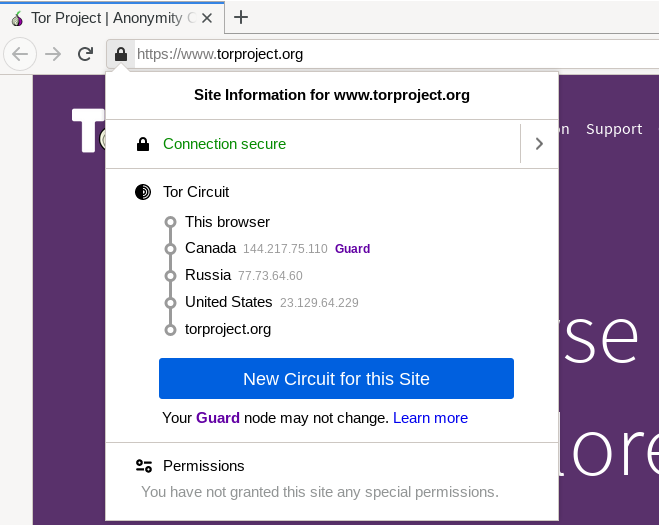 Tor Project | Anonymity
https://www.torproject.org
Site Information for www.torproject.org
Support
Connection secure
Tor Circuit
This browser
Canada 144.217.75.110 Guard
Russia 77.73.64.60
United States 23.129.64.229
torproject.org
New Circuit for this Site
Your Guard node may not change. Learn more
Permissions
You have not granted this site any special permissions.